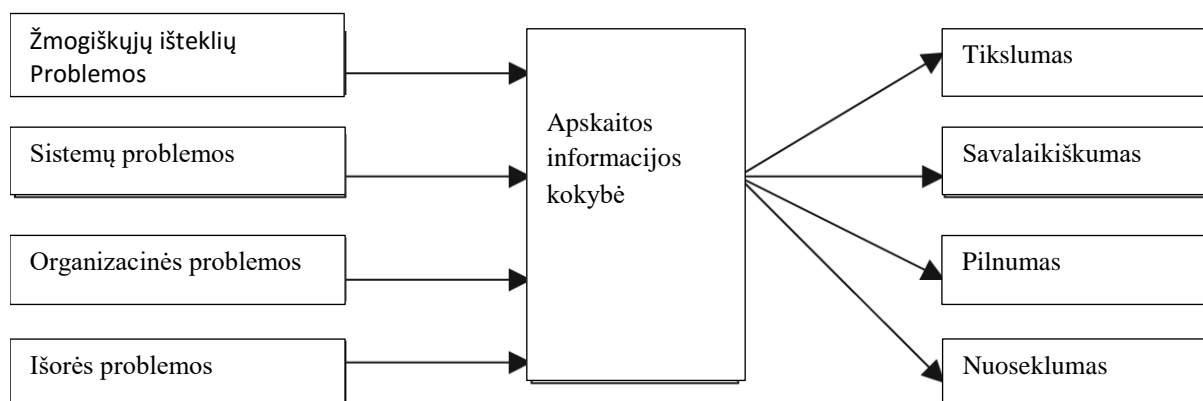 Žmogiškųjų išteklių
Problemos
Sistemų problemos
Organizacinės problemos
Išorės problemos
Apskaitos
informacijos
kokybė
Tikslumas
Savalaikiškumas
Pilnumas
Nuoseklumas